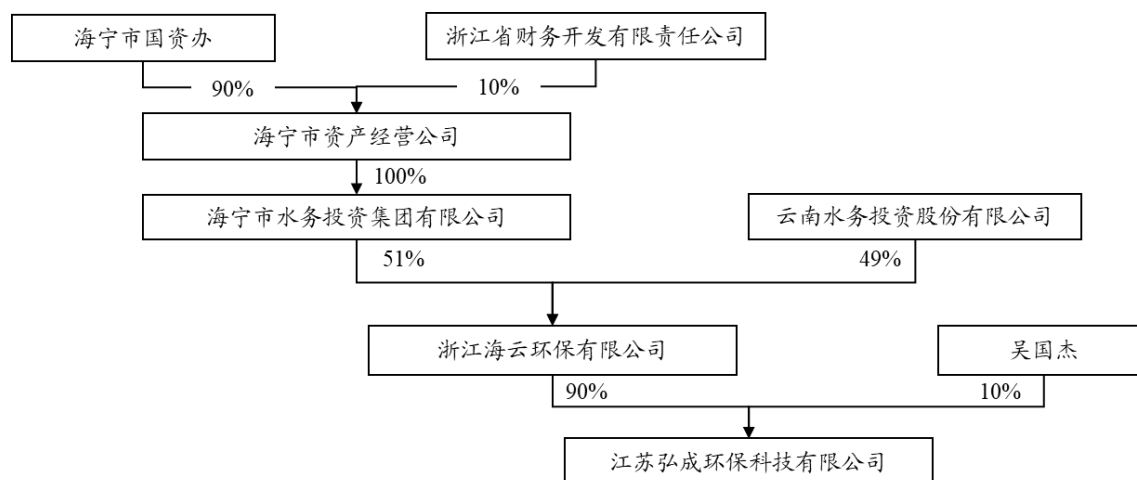 海宁市国资办
浙江省财务开发有限责任公司
90%
10%
海宁市资产经营公司
100%
海宁市水务投资集团有限公司
云南水务投资股份有限公司
51%
49%
浙江海云环保有限公司
吴国杰
90%
10%
江苏弘成环保科技有限公司